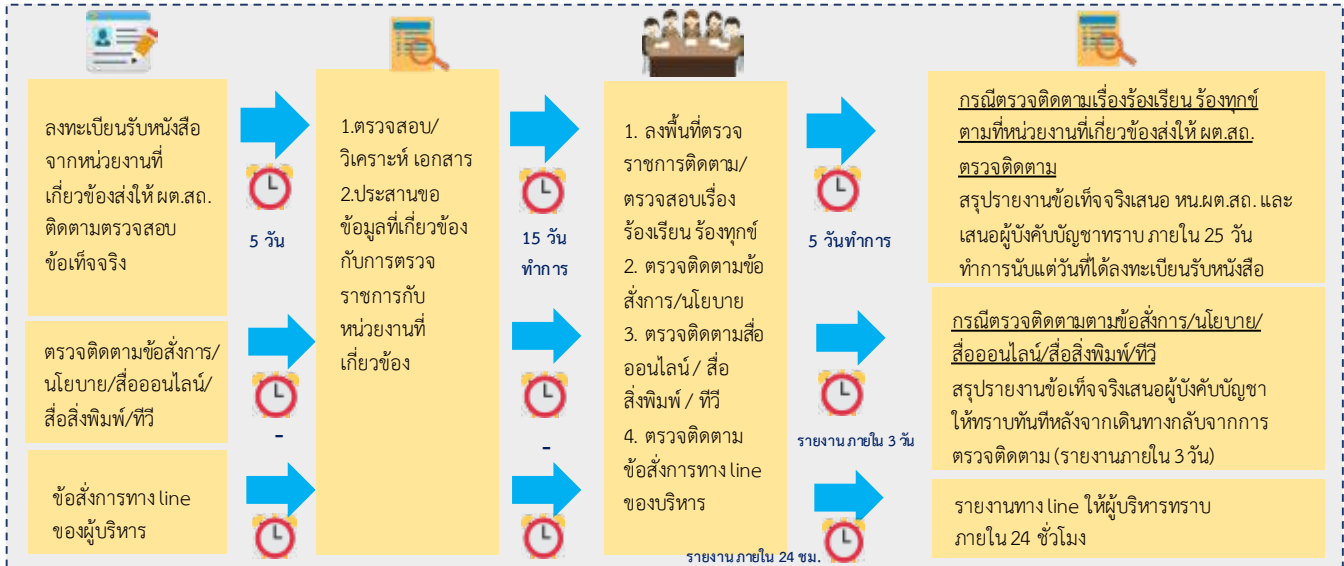 ลงทะเบียนรับหนังสือ
จากหน่วยงานที่
เกี่ยวข้องส่งให้ ผต.สถ.
ติดตามตรวจสอบ
ข้อเท็จจริง
5 วัน
1.ตรวจสอบ/
วิเคราะห์ เอกสาร
2.ประสานขอ
ข้อมูลที่เกี่ยวข้อง
กับการตรวจ
ราชการกับ
หน่วยงานที่
เกี่ยวข้อง
15 วัน
ทำการ
1. ลงพื้นที่ตรวจ
ราชการติดตาม/
ตรวจสอบเรื่อง
ร้องเรียน ร้องทุกข์
2. ตรวจติดตามข้อ
สั่งการ/นโยบาย
3. ตรวจติดตามสื่อ
ออนไลน์ / สื่อ
สิ่งพิมพ์ / ทีวี
4. ตรวจติดตาม
ข้อสั่งการทาง line
ของบริหาร
5 วันทำการ
กรณีตรวจติดตามเรื่องร้องเรียน ร้องทุกข์
ตามที่หน่วยงานที่เกี่ยวข้องส่งให้ ผต.สถ.
ตรวจติดตาม
สรุปรายงานข้อเท็จจริงเสนอ หน.ผต.สถ. และ
เสนอผู้บังคับบัญชาทราบ ภายใน 25 วัน
ทำการนับแต่วันที่ได้ลงทะเบียนรับหนังสือ
ตรวจติดตามข้อสั่งการ/
นโยบาย/สื่อออนไลน์/
สื่อสิ่งพิมพ์/ทีวี
-
-
รายงาน ภายใน 3 วัน
กรณีตรวจติดตามตามข้อสั่งการ/นโยบาย/
สื่อออนไลน์/สื่อสิ่งพิมพ์/ทีวี
สรุปรายงานข้อเท็จจริงเสนอผู้บังคับบัญชา
ให้ทราบทันทีหลังจากเดินทางกลับจากการ
ตรวจติดตาม (รายงานภายใน 3 วัน)
ข้อสั่งการทาง line
ของผู้บริหาร
รายงาน ภายใน 24 ชม.
รายงานทาง line ให้ผู้บริหารทราบ
ภายใน 24 ชั่วโมง